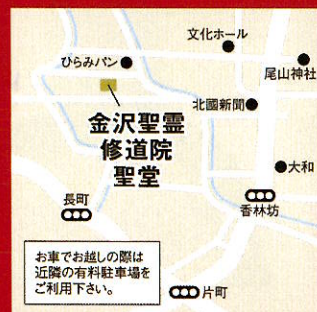 文化ホール
ひらみパン
尾山神社
北國新聞
金沢聖霊
修道院
聖堂
大和
長町
香林坊
お車でお越しの際は
近隣の有料駐車場を
ご利用下さい。
片町